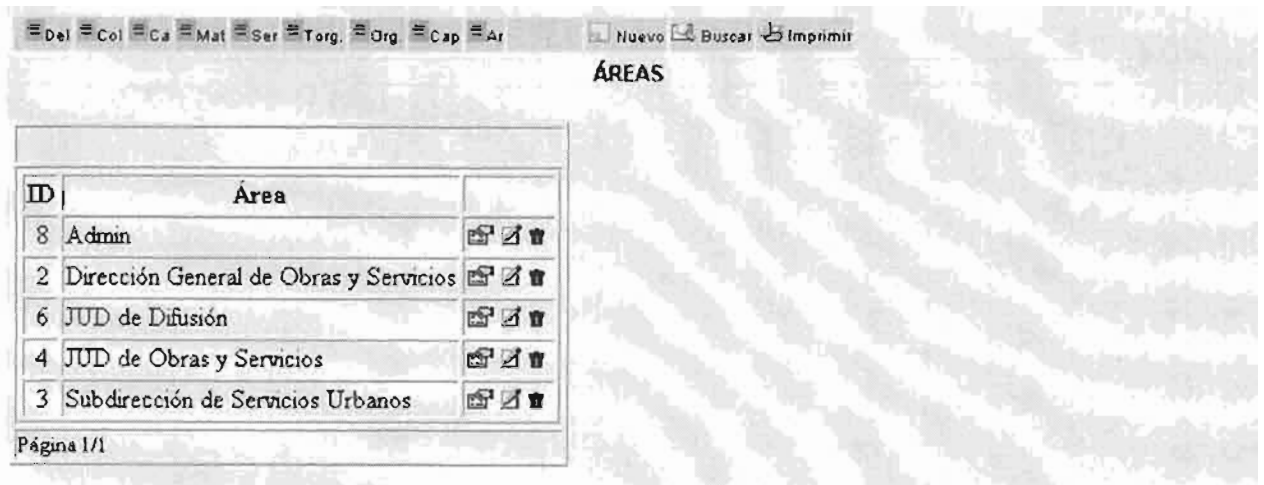 Del Col Ca Mat Ser Torg. Org. Cap Ar Nuevo Buscar Imprimir
ÁREAS
ID Área
8 Admin
2 Dirección General de Obras y Servicios
6 JUD de Difusión
4 JUD de Obras y Servicios
3 Subdirección de Servicios Urbanos
Página 1/1